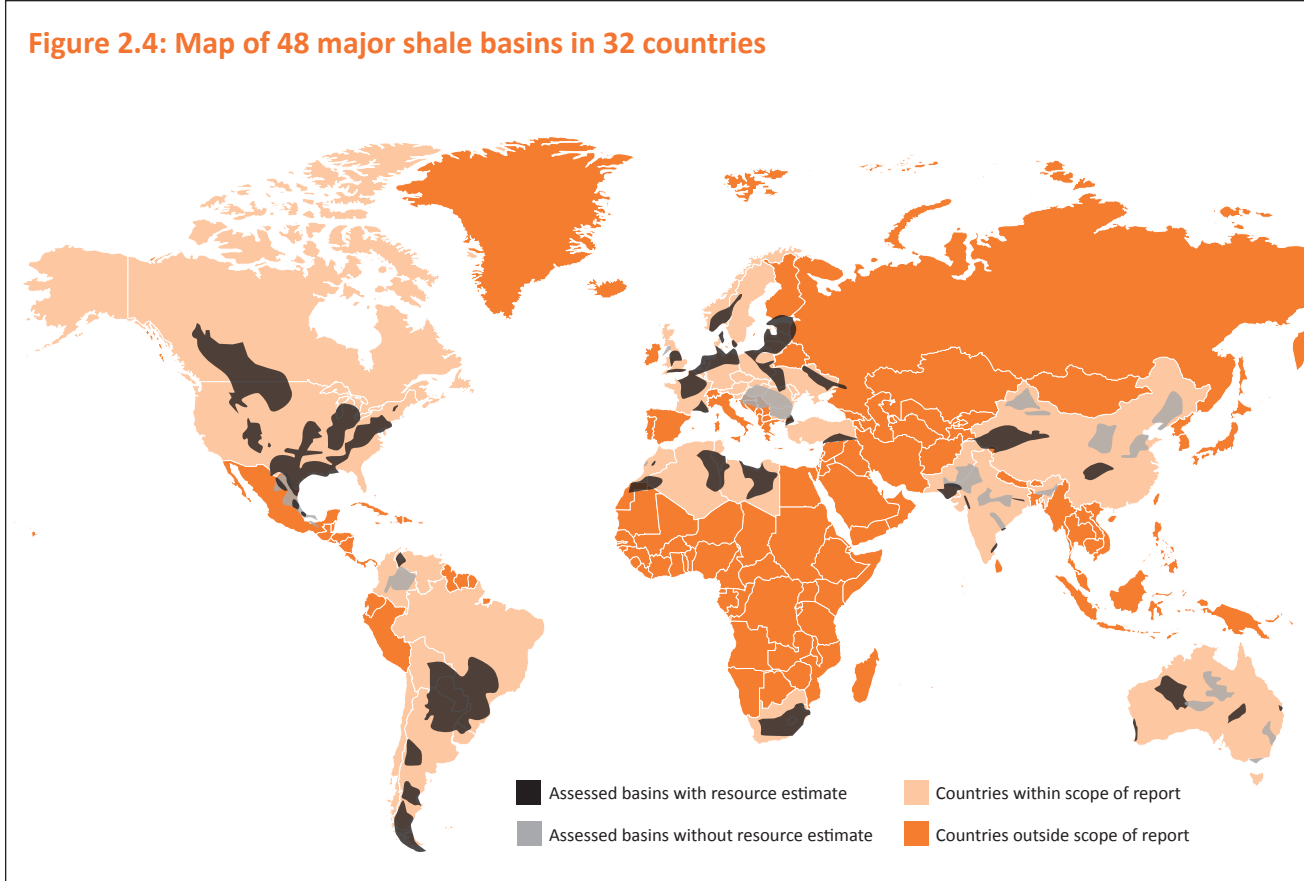 Figure 2.4: Map of 48 major shale basins in 32 countries
Assessed basins with resource estimate
Countries within scope of report
Assessed basins without resource estimate
Countries outside scope of report